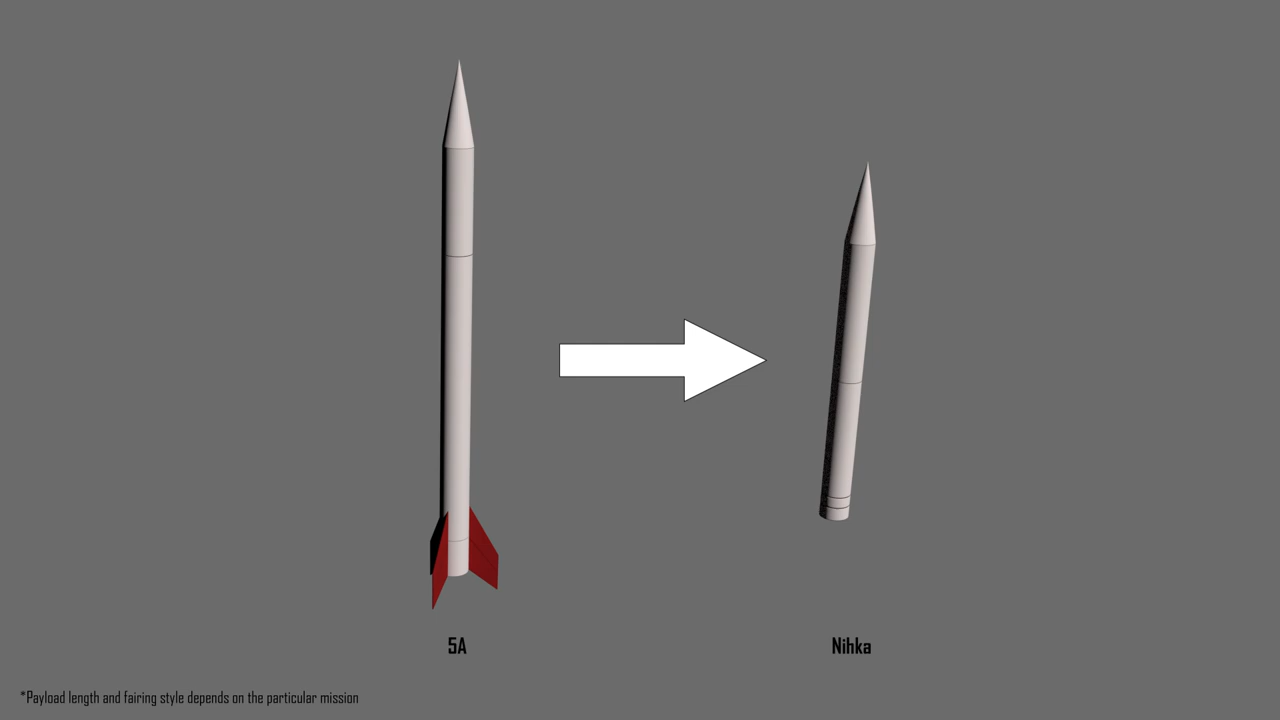 5A
Nihka
*Payload length and fairing style depends on the particular mission